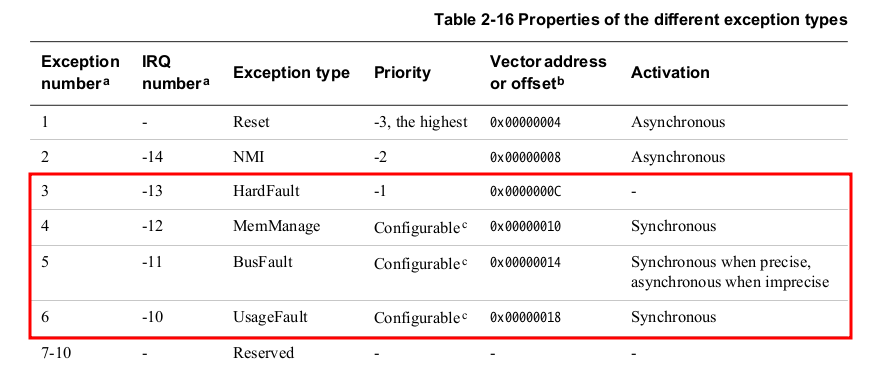 Table 2-16 Properties of the different exception types
Exception number a IRQ number a Exception type Priority Vector address or offset b Activation
1 - Reset -3, the highest 0x00000004 Asynchronous
2 -14 NMI -2 0x00000008 Asynchronous
3 -13 HardFault -1 0x0000000C -
4 -12 MemManage Configurable c 0x00000010 Synchronous
5 -11 BusFault Configurable c 0x00000014 Synchronous when precise, asynchronous when imprecise
6 -10 UsageFault Configurable c 0x00000018 Synchronous
7-10 - Reserved - - -